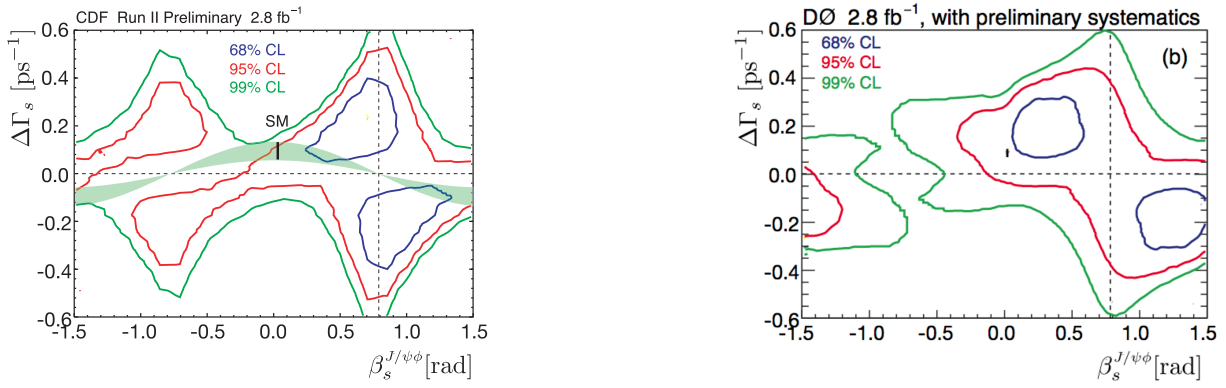 CDF Run II Preliminary 2.8 fb⁻¹
ΔΓs [ps⁻¹]
0.6
0.4
0.2
0.0
-0.2
-0.4
-0.6
68% CL
95% CL
99% CL
SM
-1.5 -1.0 -0.5 0.0 0.5 1.0 1.5
βs^{J/ψϕ}[rad]
DØ 2.8 fb⁻¹, with preliminary systematics
ΔΓs [ps⁻¹]
0.6
0.4
0.2
0.0
-0.2
-0.4
-0.6
68% CL
95% CL
99% CL
(b)
-1.5 -1.0 -0.5 0.0 0.5 1.0 1.5
βs^{J/ψϕ}[rad]